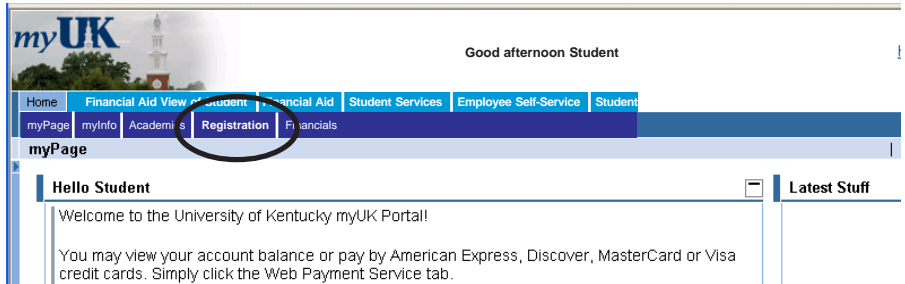 myUK
Good afternoon Student
Home Financial Aid View of Student Financial Aid Student Services Employee Self-Service Student
myPage myInfo Academics Registration Financials
myPage |
Hello Student
Latest Stuff
Welcome to the University of Kentucky myUK Portal!
You may view your account balance or pay by American Express, Discover, MasterCard or Visa
credit cards. Simply click the Web Payment Service tab.